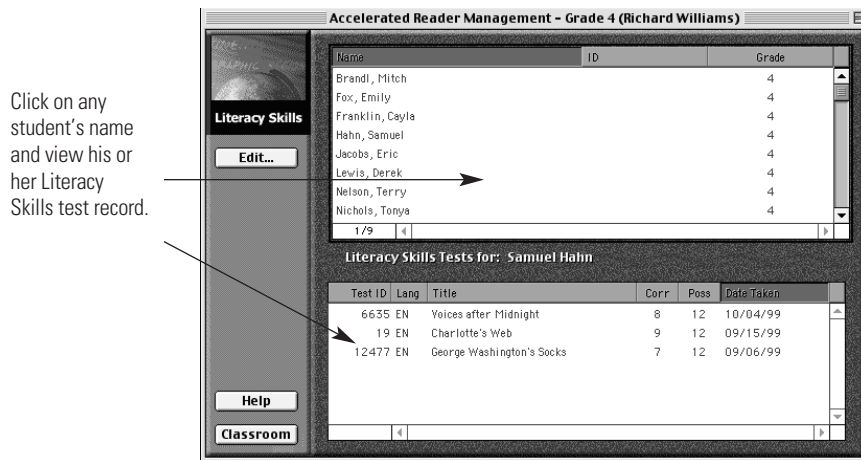 Accelerated Reader Management - Grade 4 (Richard Williams)
Click on any
student's name
and view his or
her Literacy
Skills test record.
Literacy Skills
Edit...
Help
Classroom
Name ID Grade
Brandl, Mitch 4
Fox, Emily 4
Franklin, Cayla 4
Hahn, Samuel 4
Jacobs, Eric 4
Lewis, Derek 4
Nelson, Terry 4
Nichols, Tonya 4
1/9
Literacy Skills Tests for: Samuel Hahn
Test ID Lang Title Corr Poss Date Taken
6635 EN Voices after Midnight 8 12 10/04/99
19 EN Charlotte's Web 9 12 09/15/99
12477 EN George Washington's Socks 7 12 09/06/99